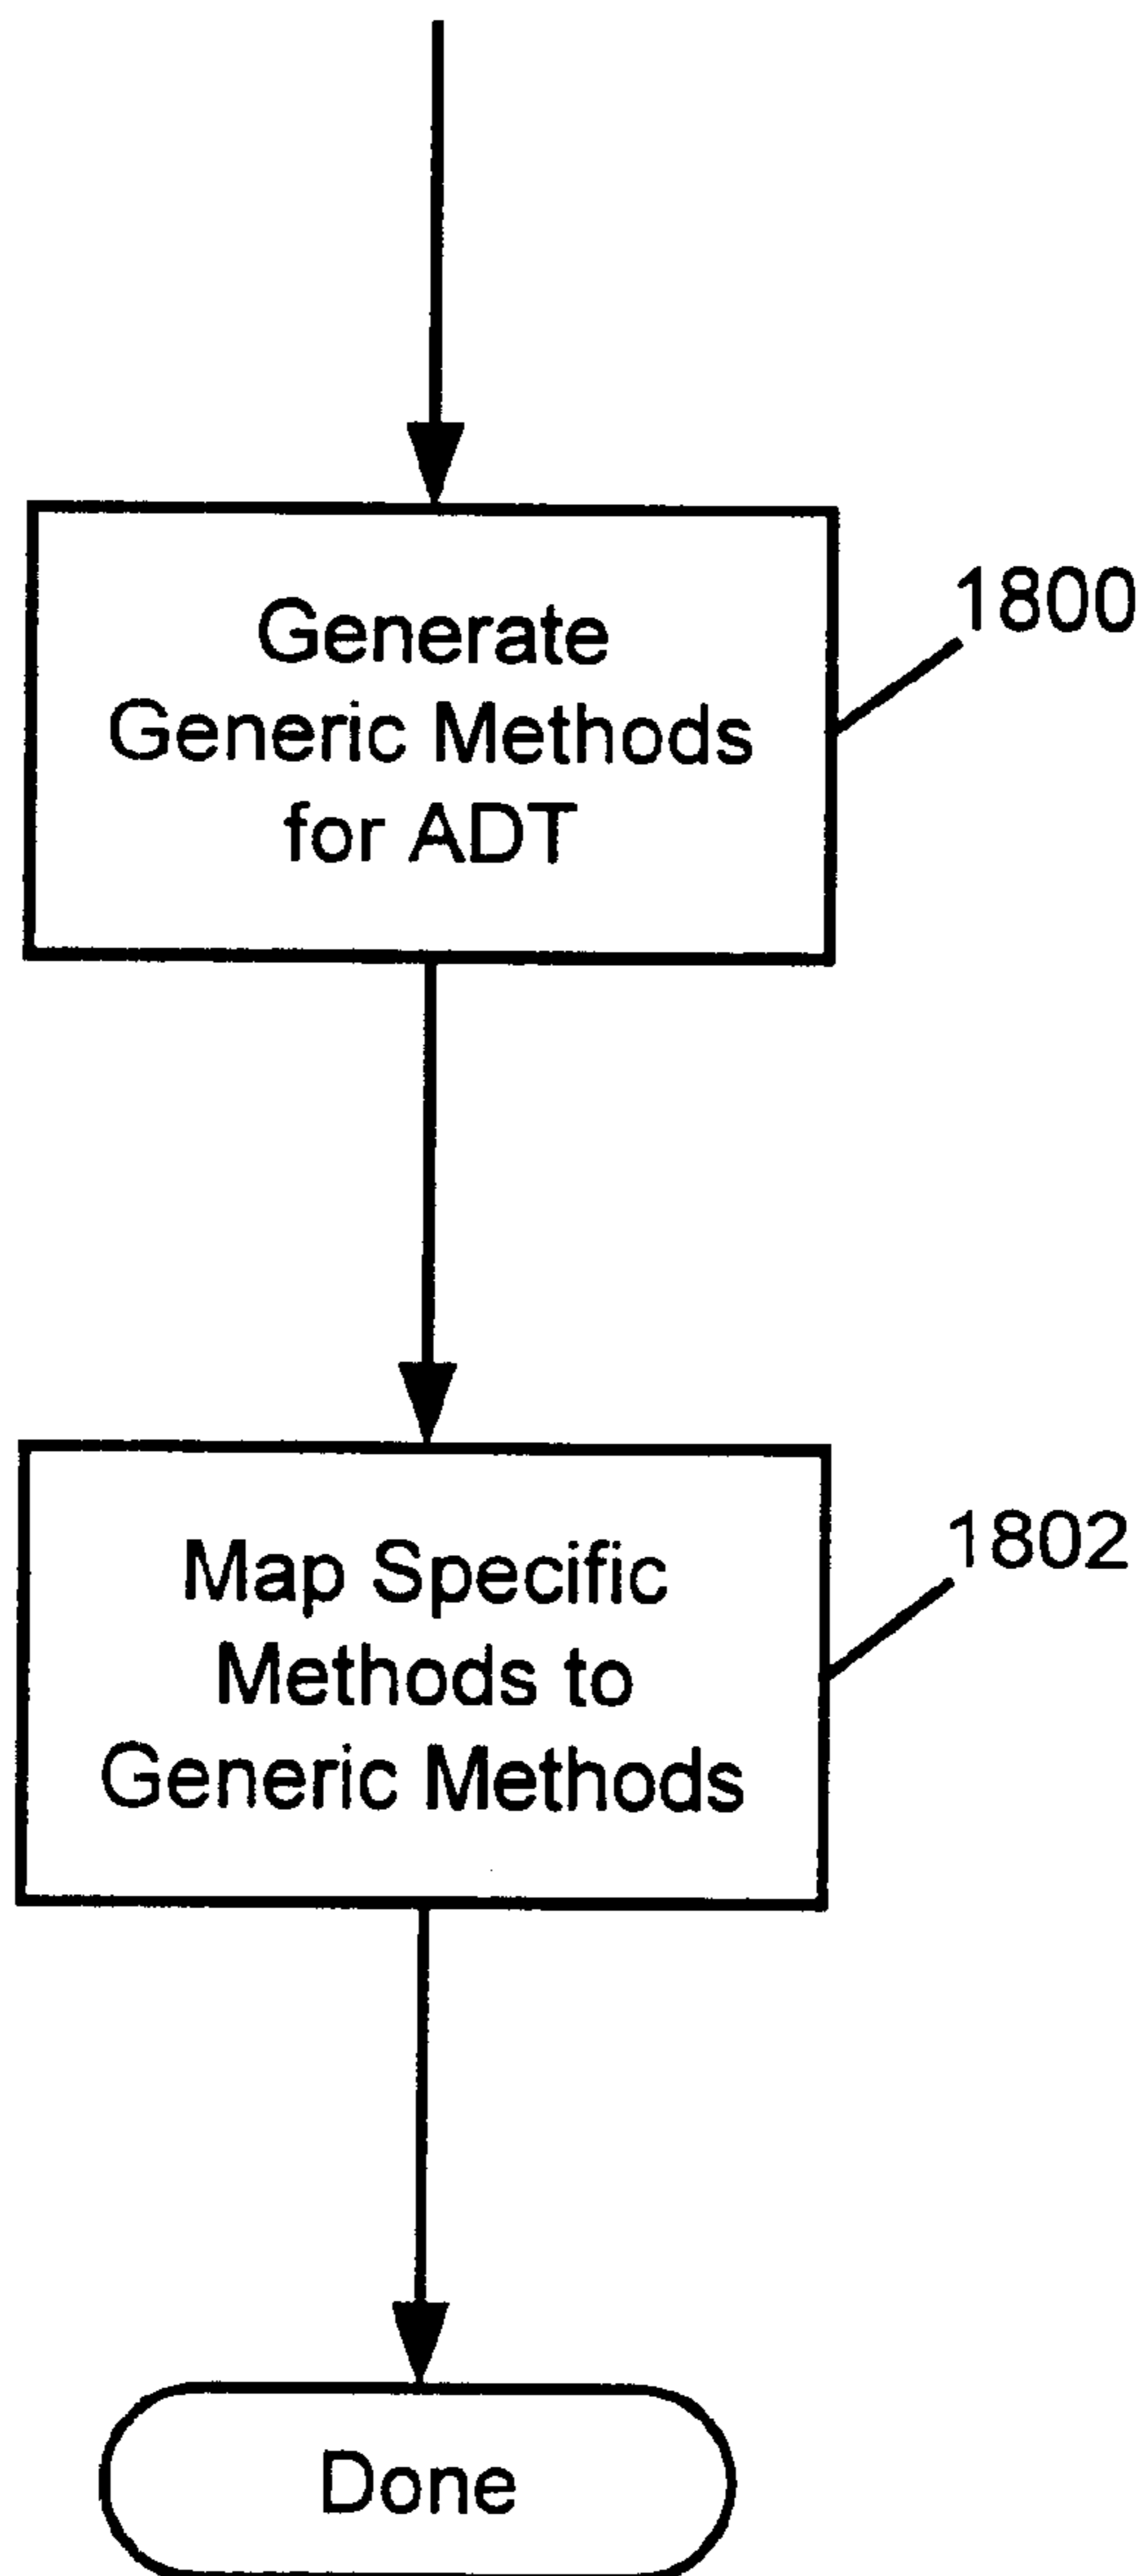 Generate
Generic Methods
for ADT
1800
Map Specific
Methods to
Generic Methods
1802
Done